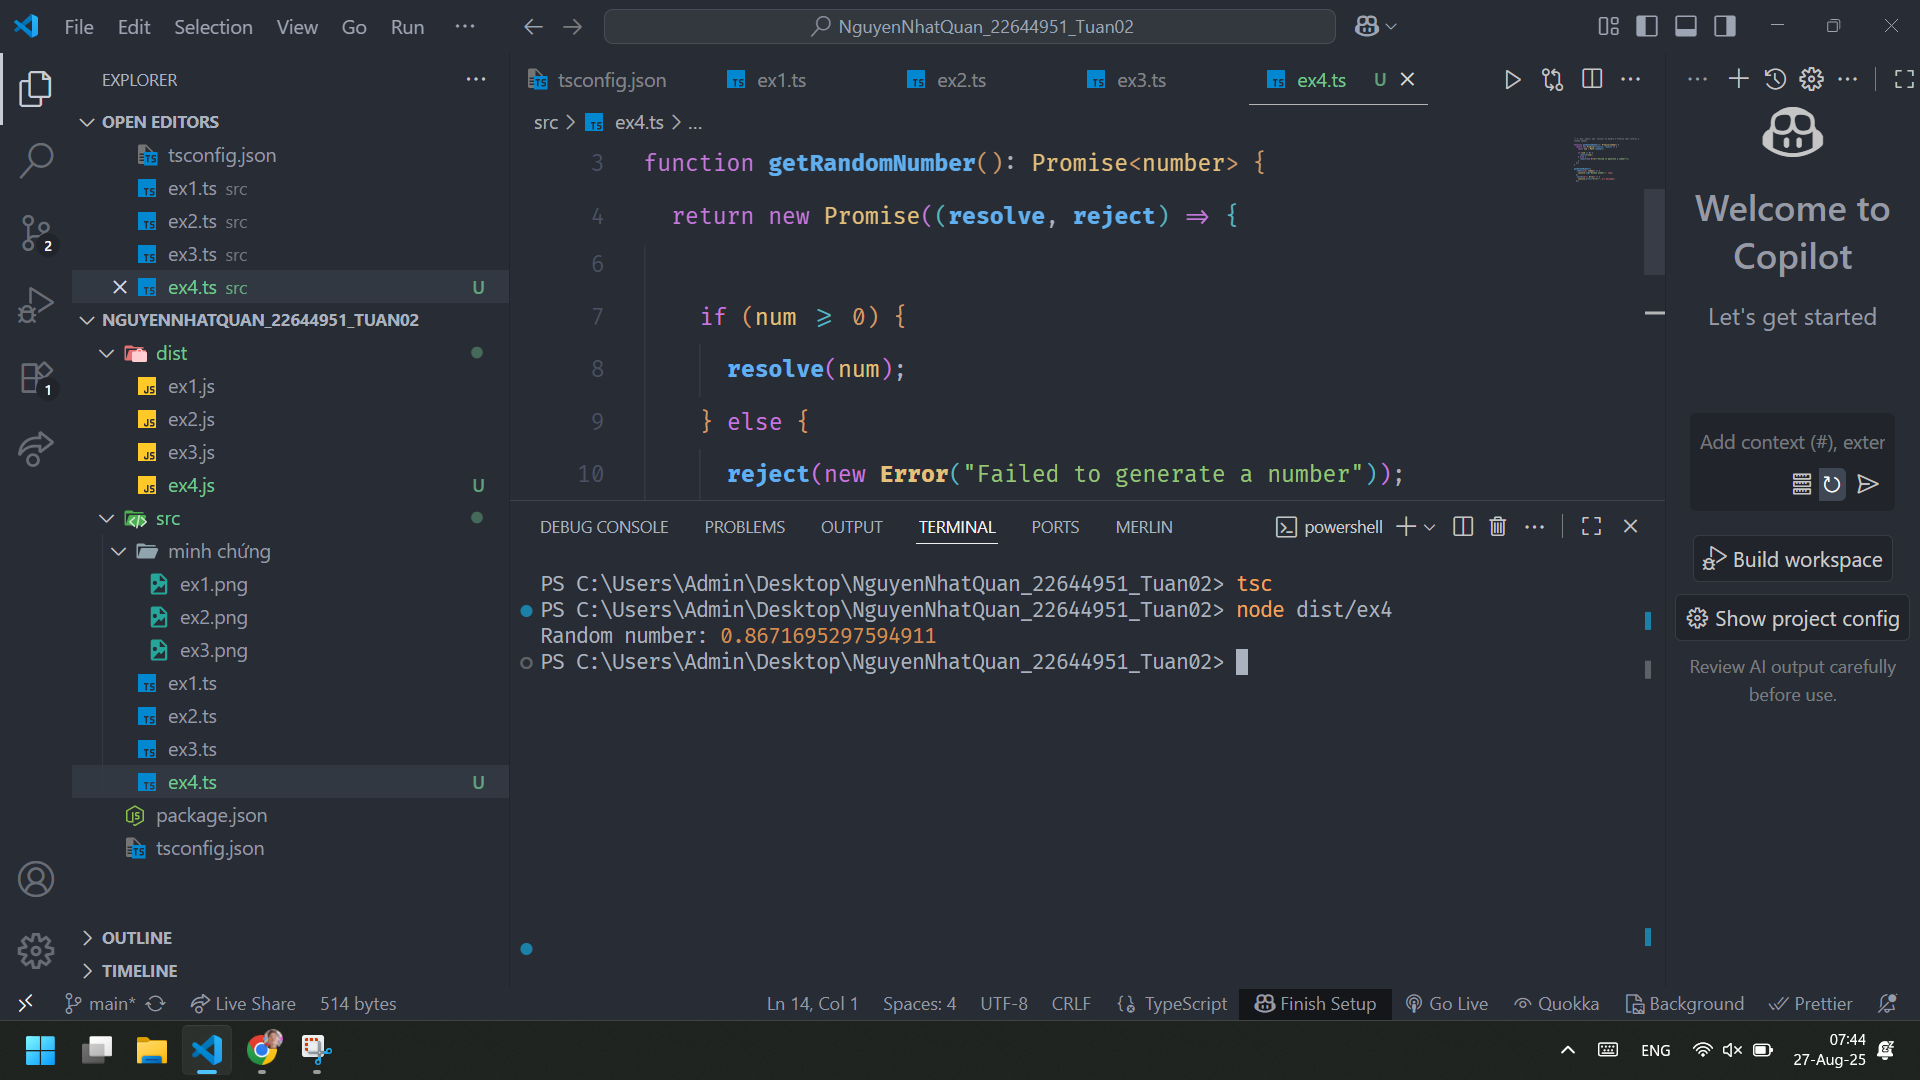 File Edit Selection View Go Run ···
NguyenNhatQuan_22644951_Tuan02
EXPLORER
OPEN EDITORS
tsconfig.json
ex1.ts src
ex2.ts src
ex3.ts src
ex4.ts src U
NGUYENNHATQUAN_22644951_TUAN02
dist
ex1.js
ex2.js
ex3.js
ex4.js U
src
minh chứng
ex1.png
ex2.png
ex3.png
ex1.ts
ex2.ts
ex3.ts
ex4.ts U
package.json
tsconfig.json
OUTLINE
TIMELINE
2
1
tsconfig.json ex1.ts ex2.ts ex3.ts ex4.ts U
src > ex4.ts > ...
3 function getRandomNumber(): Promise<number> {
4 return new Promise((resolve, reject) => {
6
7 if (num >= 0) {
8 resolve(num);
9 } else {
10 reject(new Error("Failed to generate a number"));
DEBUG CONSOLE PROBLEMS OUTPUT TERMINAL PORTS MERLIN powershell
PS C:\Users\Admin\Desktop\NguyenNhatQuan_22644951_Tuan02> tsc
PS C:\Users\Admin\Desktop\NguyenNhatQuan_22644951_Tuan02> node dist/ex4
Random number: 0.8671695297594911
PS C:\Users\Admin\Desktop\NguyenNhatQuan_22644951_Tuan02>
Welcome to
Copilot
Let's get started
Add context (#), exter
Build workspace
Show project config
Review AI output carefully
before use.
main* Live Share 514 bytes Ln 14, Col 1 Spaces: 4 UTF-8 CRLF {} TypeScript Finish Setup Go Live Quokka Background Prettier
ENG
07:44
27-Aug-25